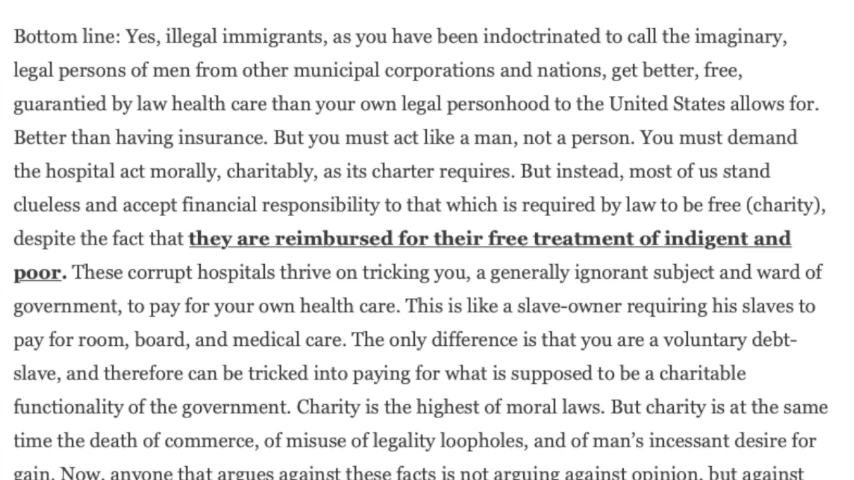 Bottom line: Yes, illegal immigrants, as you have been indoctrinated to call the imaginary,
legal persons of men from other municipal corporations and nations, get better, free,
guarantied by law health care than your own legal personhood to the United States allows for.
Better than having insurance. But you must act like a man, not a person. You must demand
the hospital act morally, charitably, as its charter requires. But instead, most of us stand
clueless and accept financial responsibility to that which is required by law to be free (charity),
despite the fact that they are reimbursed for their free treatment of indigent and
poor. These corrupt hospitals thrive on tricking you, a generally ignorant subject and ward of
government, to pay for your own health care. This is like a slave-owner requiring his slaves to
pay for room, board, and medical care. The only difference is that you are a voluntary debt-
slave, and therefore can be tricked into paying for what is supposed to be a charitable
functionality of the government. Charity is the highest of moral laws. But charity is at the same
time the death of commerce, of misuse of legality loopholes, and of man's incessant desire for
gain. Now, anyone that argues against these facts is not arguing against opinion, but against